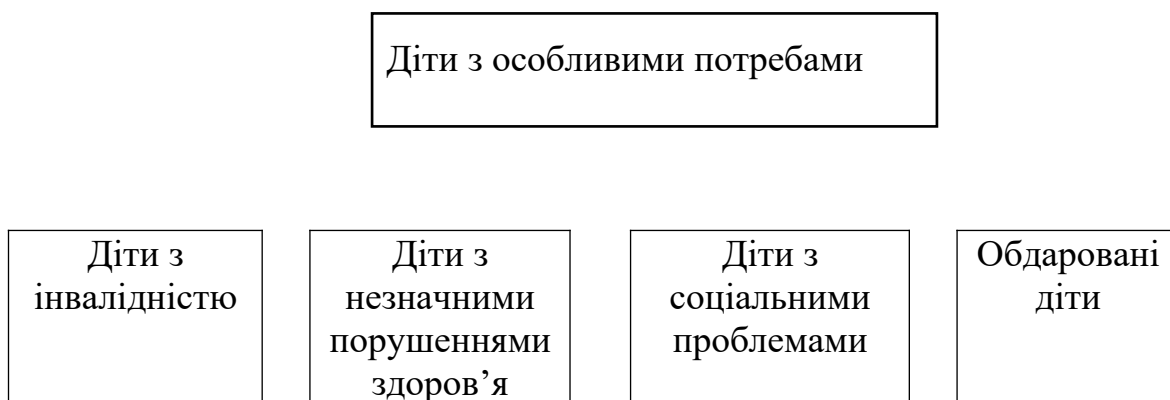 Діти з особливими потребами
Діти з
інвалідністю
Діти з
незначними
порушеннями
здоров’я
Діти з
соціальними
проблемами
Обдаровані
діти